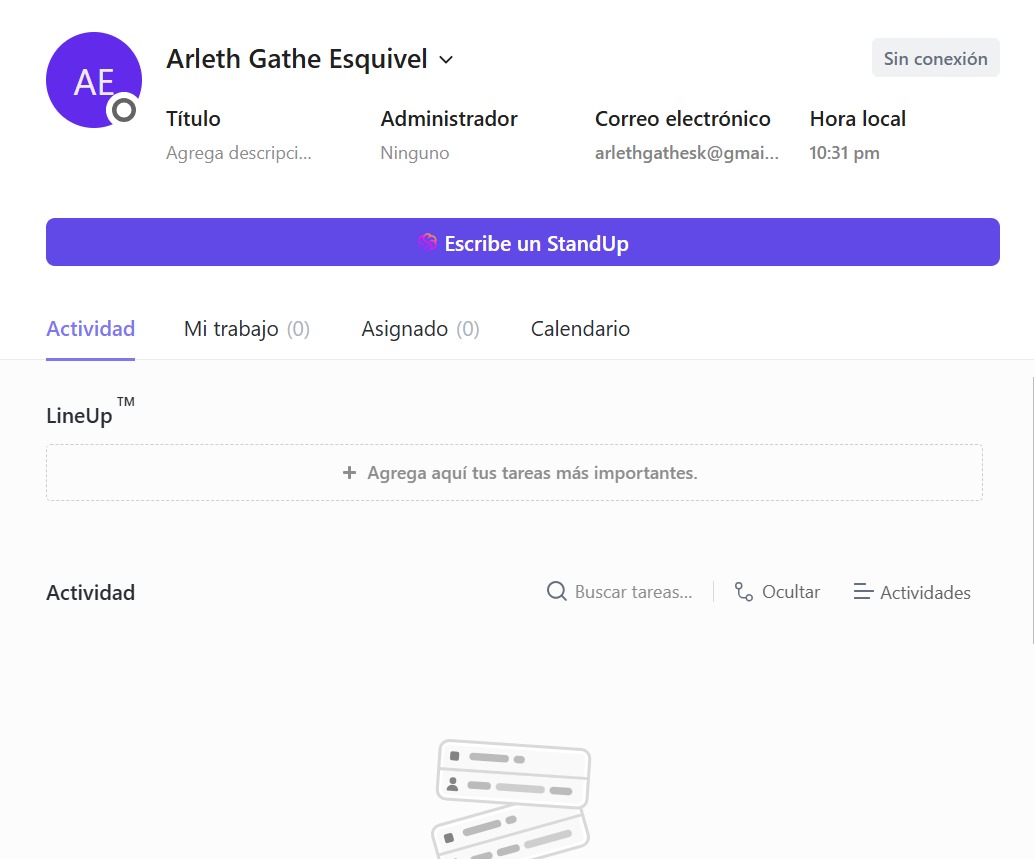 AE
Arleth Gathe Esquivel
Sin conexión
Título
Administrador
Correo electrónico
Hora local
Agrega descripci...
Ninguno
arlethgathesk@gmai...
10:31 pm
Escribe un StandUp
Actividad
Mi trabajo (0)
Asignado (0)
Calendario
LineUp TM
+ Agrega aquí tus tareas más importantes.
Actividad
Buscar tareas...
Ocultar
Actividades